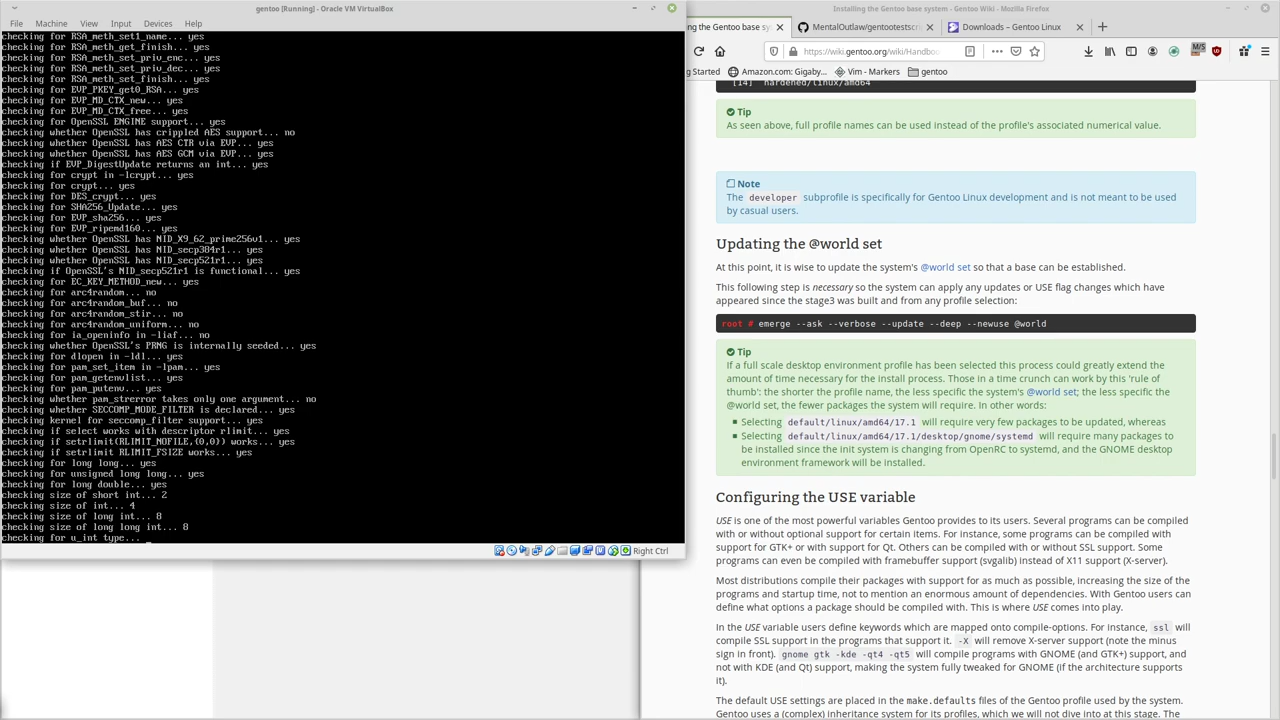 gentoo [Running] - Oracle VM VirtualBox
File Machine View Input Devices Help
checking for RSA_meth_set1_name... yes
checking for RSA_meth_get_finish... yes
checking for RSA_meth_set_priv_enc... yes
checking for RSA_meth_set_priv_dec... yes
checking for RSA_meth_set_finish... yes
checking for EVP_PKEY_get0_RSA... yes
checking for EVP_MD_CTX_new... yes
checking for EVP_MD_CTX_free... yes
checking for OpenSSL ENGINE support... yes
checking whether OpenSSL has crippled AES support... no
checking whether OpenSSL has AES CTR via EVP... yes
checking whether OpenSSL has AES GCM via EVP... yes
checking if EVP_DigestUpdate returns an int... yes
checking for crypt in -lcrypt... yes
checking for crypt... yes
checking for DES_crypt... yes
checking for SHA256_Update... yes
checking for EVP_sha256... yes
checking for EVP_ripemd160... yes
checking whether OpenSSL has NID_X9_62_prime256v1... yes
checking whether OpenSSL has NID_secp384r1... yes
checking whether OpenSSL has NID_secp521r1... yes
checking if OpenSSL's NID_secp521r1 is functional... yes
checking for EC_KEY_METHOD_new... yes
checking for arc4random... no
checking for arc4random_buf... no
checking for arc4random_stir... no
checking for arc4random_uniform... no
checking for ia_openinfo in -liaf... no
checking whether OpenSSL's PRNG is internally seeded... yes
checking for dlopen in -ldl... yes
checking for pam_set_item in -lpam... yes
checking for pam_getenvlist... yes
checking for pam_putenv... yes
checking whether pam_strerror takes only one argument... no
checking whether SECCOMP_MODE_FILTER is declared... yes
checking kernel for seccomp_filter support... yes
checking if select works with descriptor rlimit... yes
checking if setrlimit(RLIMIT_NOFILE,{0,0}) works... yes
checking if setrlimit RLIMIT_FSIZE works... yes
checking for long long... yes
checking for unsigned long long... yes
checking for long double... yes
checking size of short int... 2
checking size of int... 4
checking size of long int... 8
checking size of long long int... 8
checking for u_int type... _
Right Ctrl
Installing the Gentoo base system - Gentoo Wiki - Mozilla Firefox
ng the Gentoo base sys MentalOutlaw/gentootestscri Downloads – Gentoo Linux
https://wiki.gentoo.org/wiki/Handbo
g Started Amazon.com: Gigaby... Vim - Markers gentoo
[14] hardened/linux/amd64
Tip
As seen above, full profile names can be used instead of the profile's associated numerical value.
Note
The developer subprofile is specifically for Gentoo Linux development and is not meant to be used
by casual users.
Updating the @world set
At this point, it is wise to update the system's @world set so that a base can be established.
This following step is necessary so the system can apply any updates or USE flag changes which have
appeared since the stage3 was built and from any profile selection:
root # emerge --ask --verbose --update --deep --newuse @world
Tip
If a full scale desktop environment profile has been selected this process could greatly extend the
amount of time necessary for the install process. Those in a time crunch can work by this 'rule of
thumb': the shorter the profile name, the less specific the system's @world set; the less specific the
@world set, the fewer packages the system will require. In other words:
Selecting default/linux/amd64/17.1 will require very few packages to be updated, whereas
Selecting default/linux/amd64/17.1/desktop/gnome/systemd will require many packages to
be installed since the init system is changing from OpenRC to systemd, and the GNOME desktop
environment framework will be installed.
Configuring the USE variable
USE is one of the most powerful variables Gentoo provides to its users. Several programs can be compiled
with or without optional support for certain items. For instance, some programs can be compiled with
support for GTK+ or with support for Qt. Others can be compiled with or without SSL support. Some
programs can even be compiled with framebuffer support (svgalib) instead of X11 support (X-server).
Most distributions compile their packages with support for as much as possible, increasing the size of the
programs and startup time, not to mention an enormous amount of dependencies. With Gentoo users can
define what options a package should be compiled with. This is where USE comes into play.
In the USE variable users define keywords which are mapped onto compile-options. For instance, ssl will
compile SSL support in the programs that support it. -X will remove X-server support (note the minus
sign in front). gnome gtk -kde -qt4 -qt5 will compile programs with GNOME (and GTK+) support, and
not with KDE (and Qt) support, making the system fully tweaked for GNOME (if the architecture supports
it).
The default USE settings are placed in the make.defaults files of the Gentoo profile used by the system.
Gentoo uses a (complex) inheritance system for its profiles, which we will not dive into at this stage. The